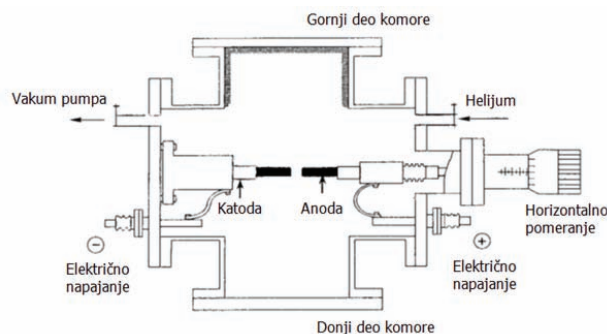 Gornji deo komore
Vakum pumpa
Helijum
Katoda
Anoda
Horizontalno
pomeranje
−
Električno
napajanje
+
Električno
napajanje
Donji deo komore